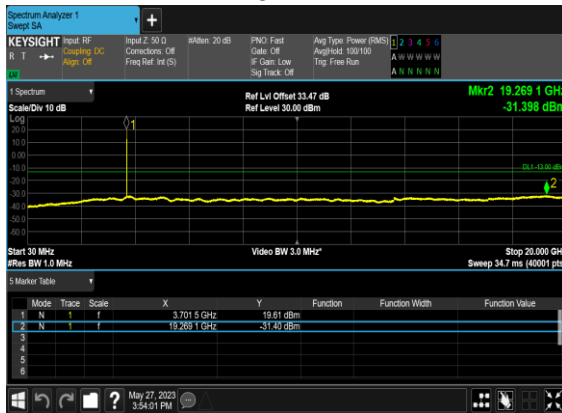 Spectrum Analyzer 1
Swept SA
+
KEYSIGHT Input: RF
R T Coupling: DC
Align: Off
Input Z: 50 Ω
Corrections: Off
Freq Ref: Int (S)
#Atten: 20 dB
PNO: Fast
Gate: Off
IF Gain: Low
Sig Track: Off
Avg Type: Power (RMS)
Avg|Hold: 100/100
Trig: Free Run
1 2 3 4 5 6
A W W W W W
A N N N N N
1 Spectrum
Scale/Div 10 dB
Ref Lvl Offset 33.47 dB
Ref Level 30.00 dBm
Mkr2 19.269 1 GHz
-31.398 dBm
Log
20.0
10.0
0.00
-10.0
-20.0
-30.0
-40.0
-50.0
-60.0
1
DL1 -13.00 dBm
2
Start 30 MHz
#Res BW 1.0 MHz
Video BW 3.0 MHz*
Stop 20.000 GHz
Sweep 34.7 ms (40001 pts)
5 Marker Table
Mode Trace Scale X Y Function Function Width Function Value
1 N 1 f 3.701 5 GHz 19.61 dBm
2 N 1 f 19.269 1 GHz -31.40 dBm
3
4
5
6
? May 27, 2023
3:54:01 PM